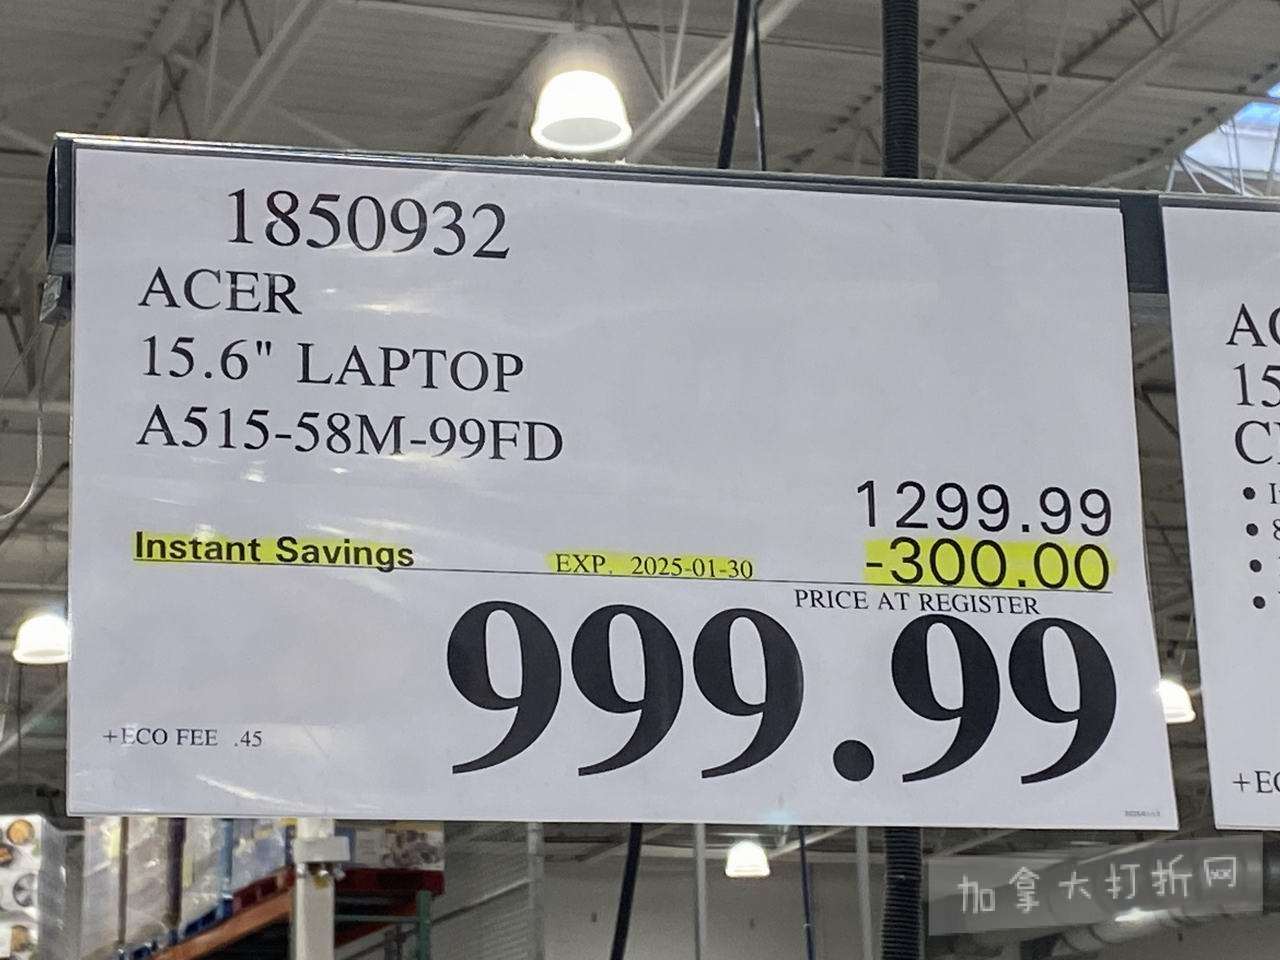 1850932
ACER
15.6" LAPTOP
A515-58M-99FD
1299.99
Instant Savings EXP. 2025-01-30 -300.00
PRICE AT REGISTER
999.99
+ECO FEE .45
AC
15
C
8
+EC
加拿大打折网